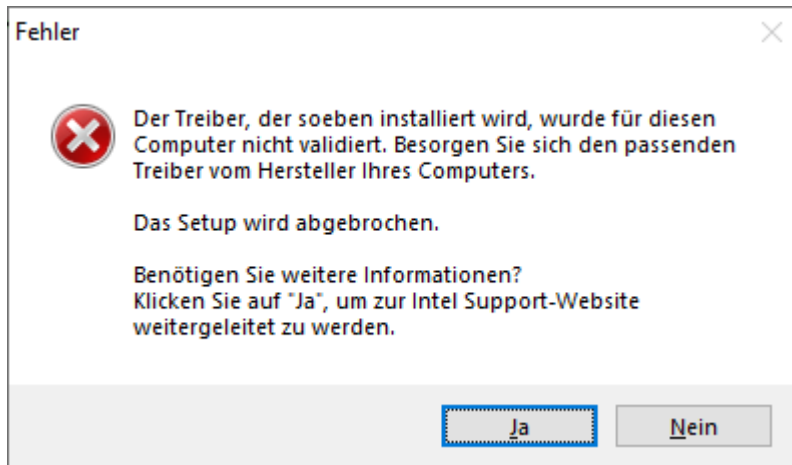 Fehler
Der Treiber, der soeben installiert wird, wurde für diesen
Computer nicht validiert. Besorgen Sie sich den passenden
Treiber vom Hersteller Ihres Computers.
Das Setup wird abgebrochen.
Benötigen Sie weitere Informationen?
Klicken Sie auf "Ja", um zur Intel Support-Website
weitergeleitet zu werden.
Ja
Nein